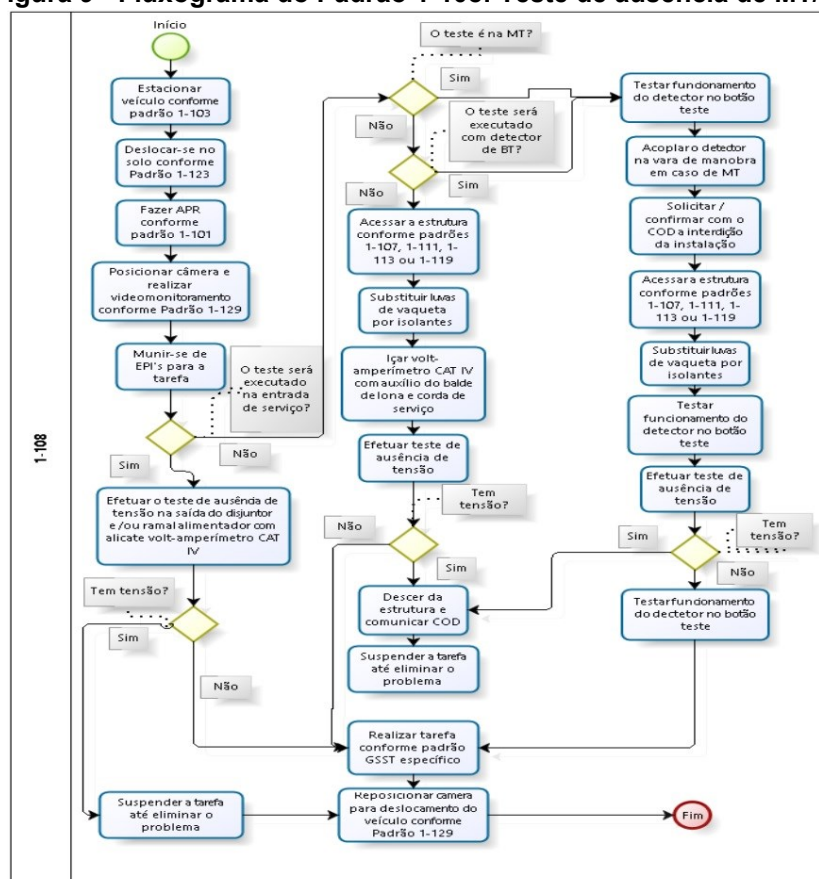 Fluxograma do Padrão 1-108: Teste de ausência de MT/
1-108
Início
Estacionar
veículo conforme
padrão 1-103
Deslocar-se no
solo conforme
Padrão 1-123
Fazer APR
conforme
padrão 1-101
Posicionar câmera e
realizar
videomonitoramento
conforme Padrão 1-129
Munir-se de
EPI's para a
tarefa
O teste será
executado
na entrada
de serviço?
Sim
Não
Efetuar o teste de ausência de
tensão na saída do disjuntor
e /ou ramal alimentador com
alicate volt-amperímetro CAT
IV
Tem tensão?
Sim
Não
Suspender a tarefa
até eliminar o
problema
O teste é na MT?
Sim
Não
O teste será
executado
com detector
de BT?
Não
Sim
Acessar a estrutura
conforme padrões
1-107, 1-111, 1-
113 ou 1-119
Substituir luvas
de vaqueta
por isolantes
Içar volt-
amperímetro CAT IV
com auxílio do balde
de lona e corda de
serviço
Efetuar teste de
ausência de
tensão
Tem
tensão?
Não
Sim
Descer da
estrutura e
comunicar COD
Suspender a tarefa
até eliminar o
problema
Realizar tarefa
conforme padrão
GSST específico
Reposicionar camera
para deslocamento do
veículo conforme
Padrão 1-129
Testar funcionamento
do detector no botão
teste
Acoplar o detector
na vara de manobra
em caso de MT
Solicitar /
confirmar com o
COD a interdição
da instalação
Acessar a estrutura
conforme padrões
1-107, 1-111, 1-
113 ou 1-119
Substituir luvas
de vaqueta por
isolantes
Testar
funcionamento do
detector no botão
teste
Efetuar teste de
ausência de
tensão
Tem
tensão?
Sim
Não
Testar funcionamento
do dectetor no botão
teste
Fim